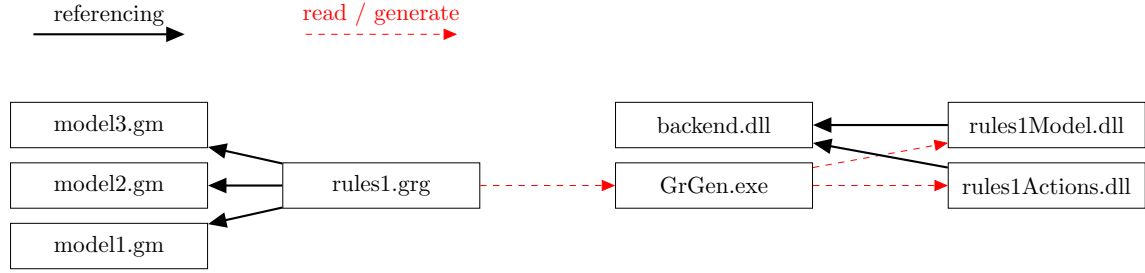 referencing
read / generate
model3.gm
backend.dll
rules1Model.dll
model2.gm
rules1.grg
GrGen.exe
rules1Actions.dll
model1.gm